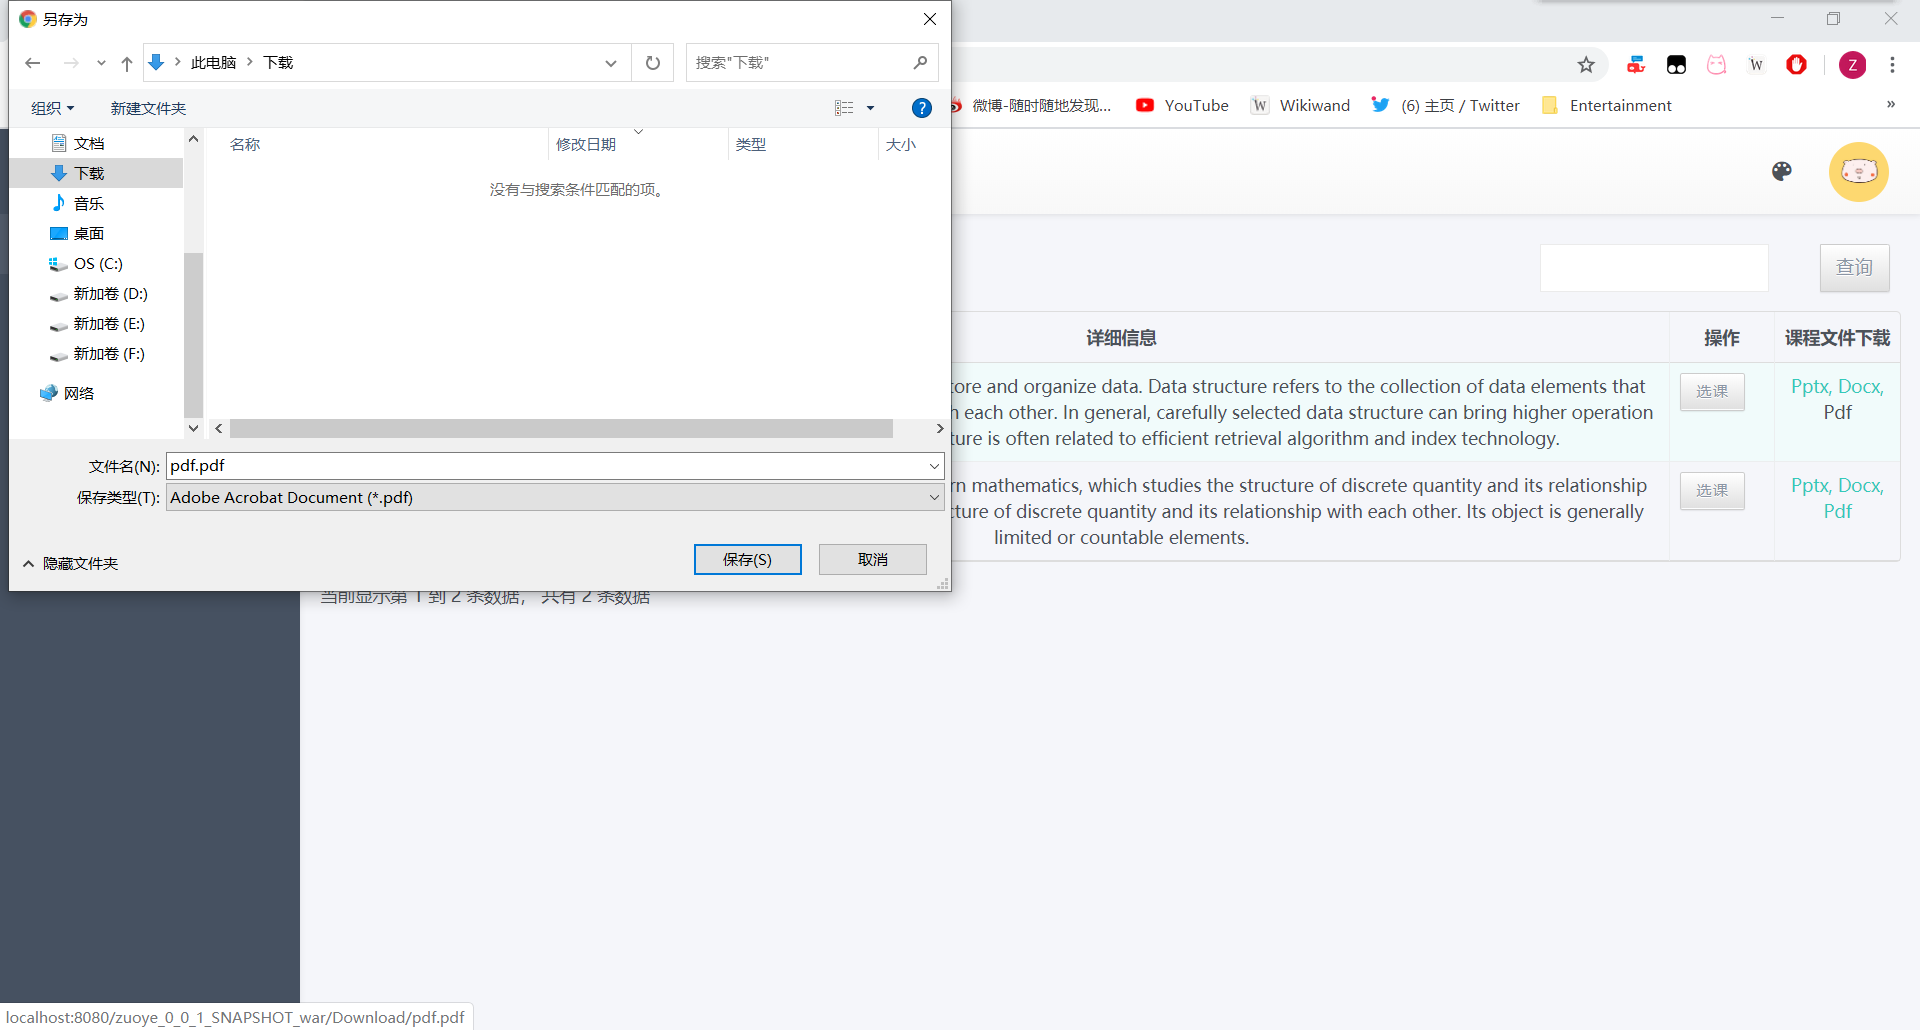 另存为
此电脑 下载
搜索"下载"
组织
新建文件夹
文档
下载
音乐
桌面
OS (C:)
新加卷 (D:)
新加卷 (E:)
新加卷 (F:)
网络
名称 修改日期 类型 大小
没有与搜索条件匹配的项。
文件名(N): pdf.pdf
保存类型(T): Adobe Acrobat Document (*.pdf)
隐藏文件夹
保存(S) 取消
Z
微博-随时随地发现... YouTube W Wikiwand (6) 主页 / Twitter Entertainment »
查询
详细信息 操作 课程文件下载
tore and organize data. Data structure refers to the collection of data elements that
h each other. In general, carefully selected data structure can bring higher operation
ture is often related to efficient retrieval algorithm and index technology.
选课
Pptx, Docx,
Pdf
rn mathematics, which studies the structure of discrete quantity and its relationship
cture of discrete quantity and its relationship with each other. Its object is generally
limited or countable elements.
选课
Pptx, Docx,
Pdf
当前显示第 1 到 2 条数据， 共有 2 条数据
localhost:8080/zuoye_0_0_1_SNAPSHOT_war/Download/pdf.pdf